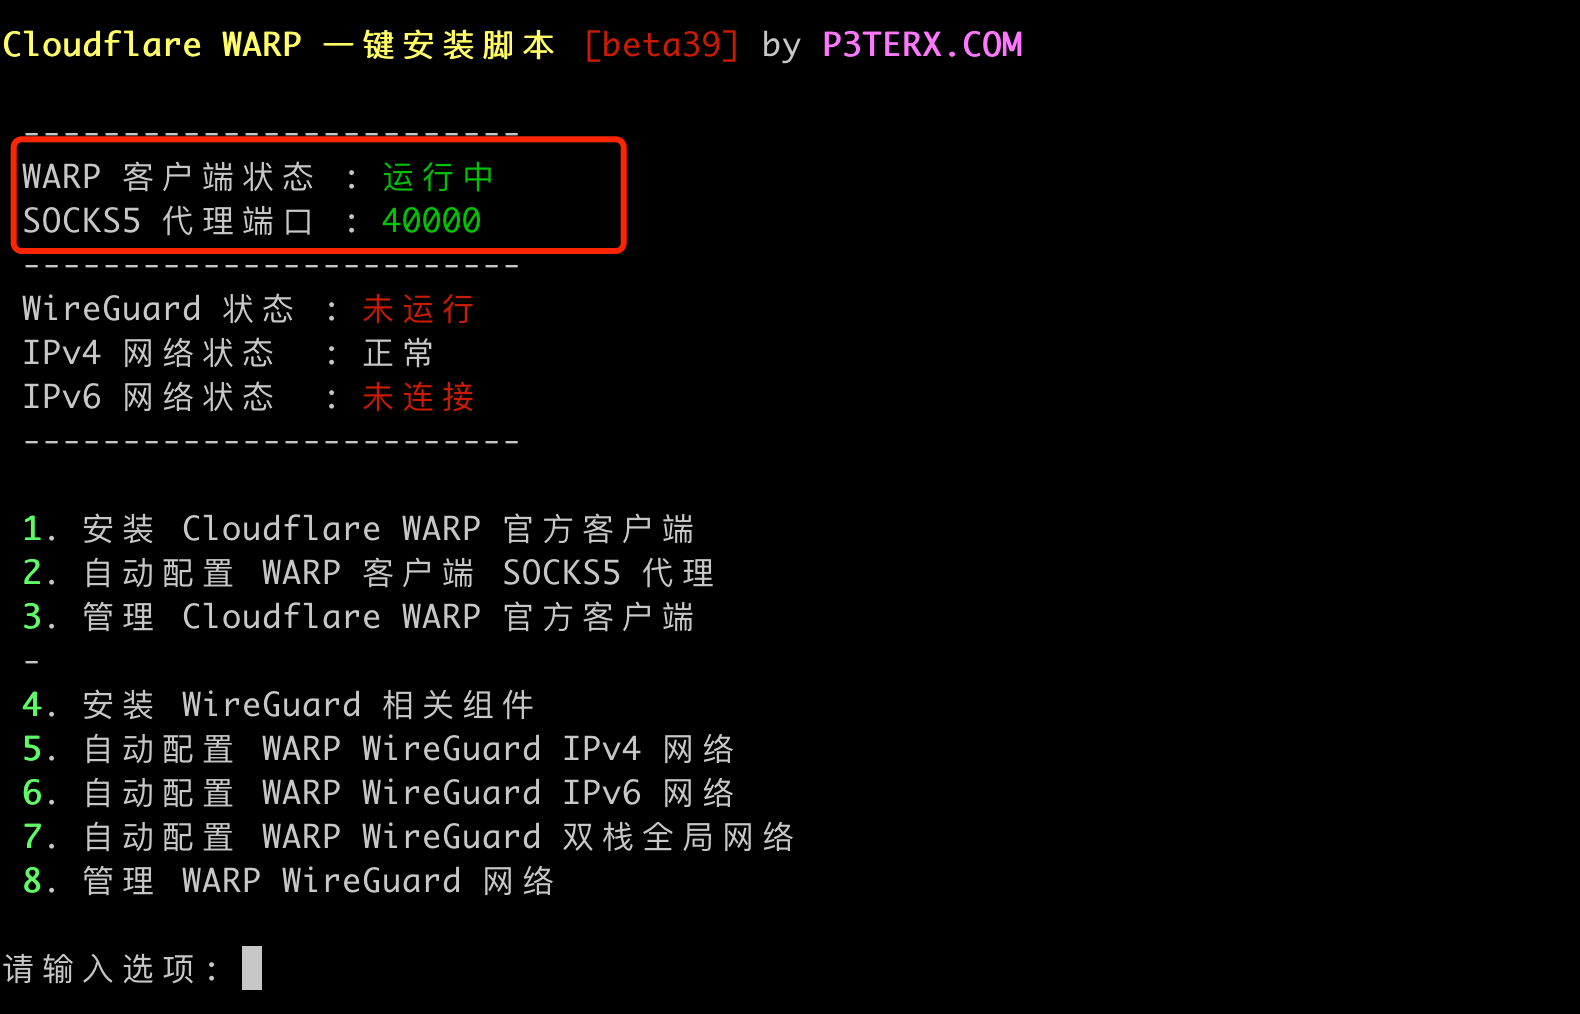 Cloudflare WARP 一键安装脚本 [beta39] by P3TERX.COM
-------------------------
WARP 客户端状态 : 运行中
SOCKS5 代理端口 : 40000
-------------------------
WireGuard 状态 : 未运行
IPv4 网络状态 : 正常
IPv6 网络状态 : 未连接
-------------------------
1. 安装 Cloudflare WARP 官方客户端
2. 自动配置 WARP 客户端 SOCKS5 代理
3. 管理 Cloudflare WARP 官方客户端
-
4. 安装 WireGuard 相关组件
5. 自动配置 WARP WireGuard IPv4 网络
6. 自动配置 WARP WireGuard IPv6 网络
7. 自动配置 WARP WireGuard 双栈全局网络
8. 管理 WARP WireGuard 网络
请输入选项: